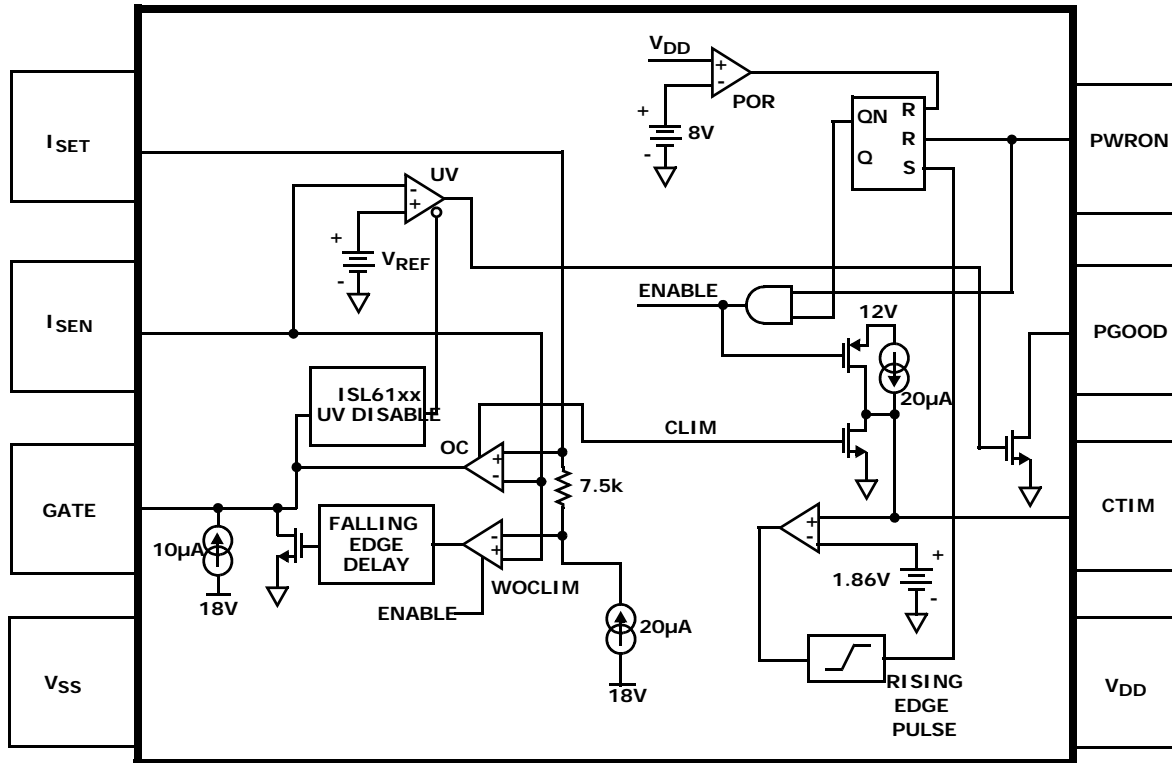 VDD
+
-
POR
+
8V
-
QN
R
R
Q
S
PWRON
ISET
UV
-
+
+
VREF
-
ISEN
ENABLE
12V
20µA
PGOOD
ISL61xx
UV DISABLE
OC
+
-
CLIM
7.5k
GATE
10µA
18V
FALLING
EDGE
DELAY
-
+
WOCLIM
ENABLE
20µA
18V
+
-
+
1.86V
-
CTIM
RISING
EDGE
PULSE
VSS
VDD